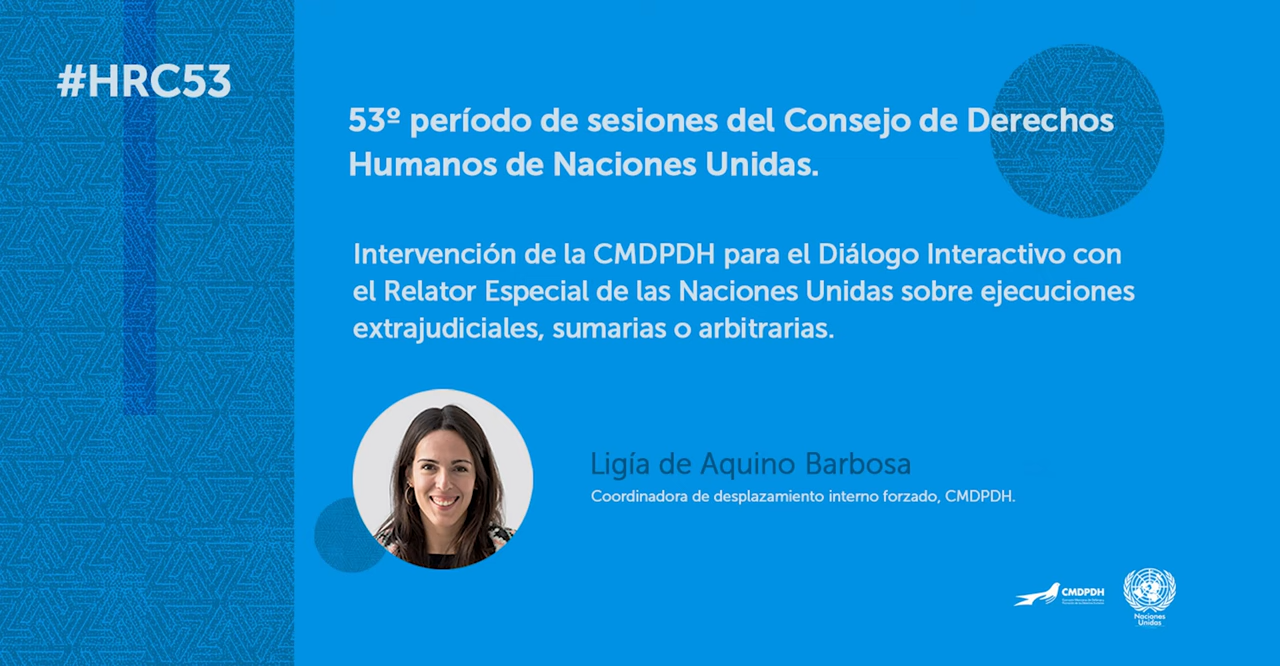 #HRC53
53º período de sesiones del Consejo de Derechos
Humanos de Naciones Unidas.
Intervención de la CMDPDH para el Diálogo Interactivo con
el Relator Especial de las Naciones Unidas sobre ejecuciones
extrajudiciales, sumarias o arbitrarias.
Ligía de Aquino Barbosa
Coordinadora de desplazamiento interno forzado, CMDPDH.
CMDPDH
Naciones
Unidas